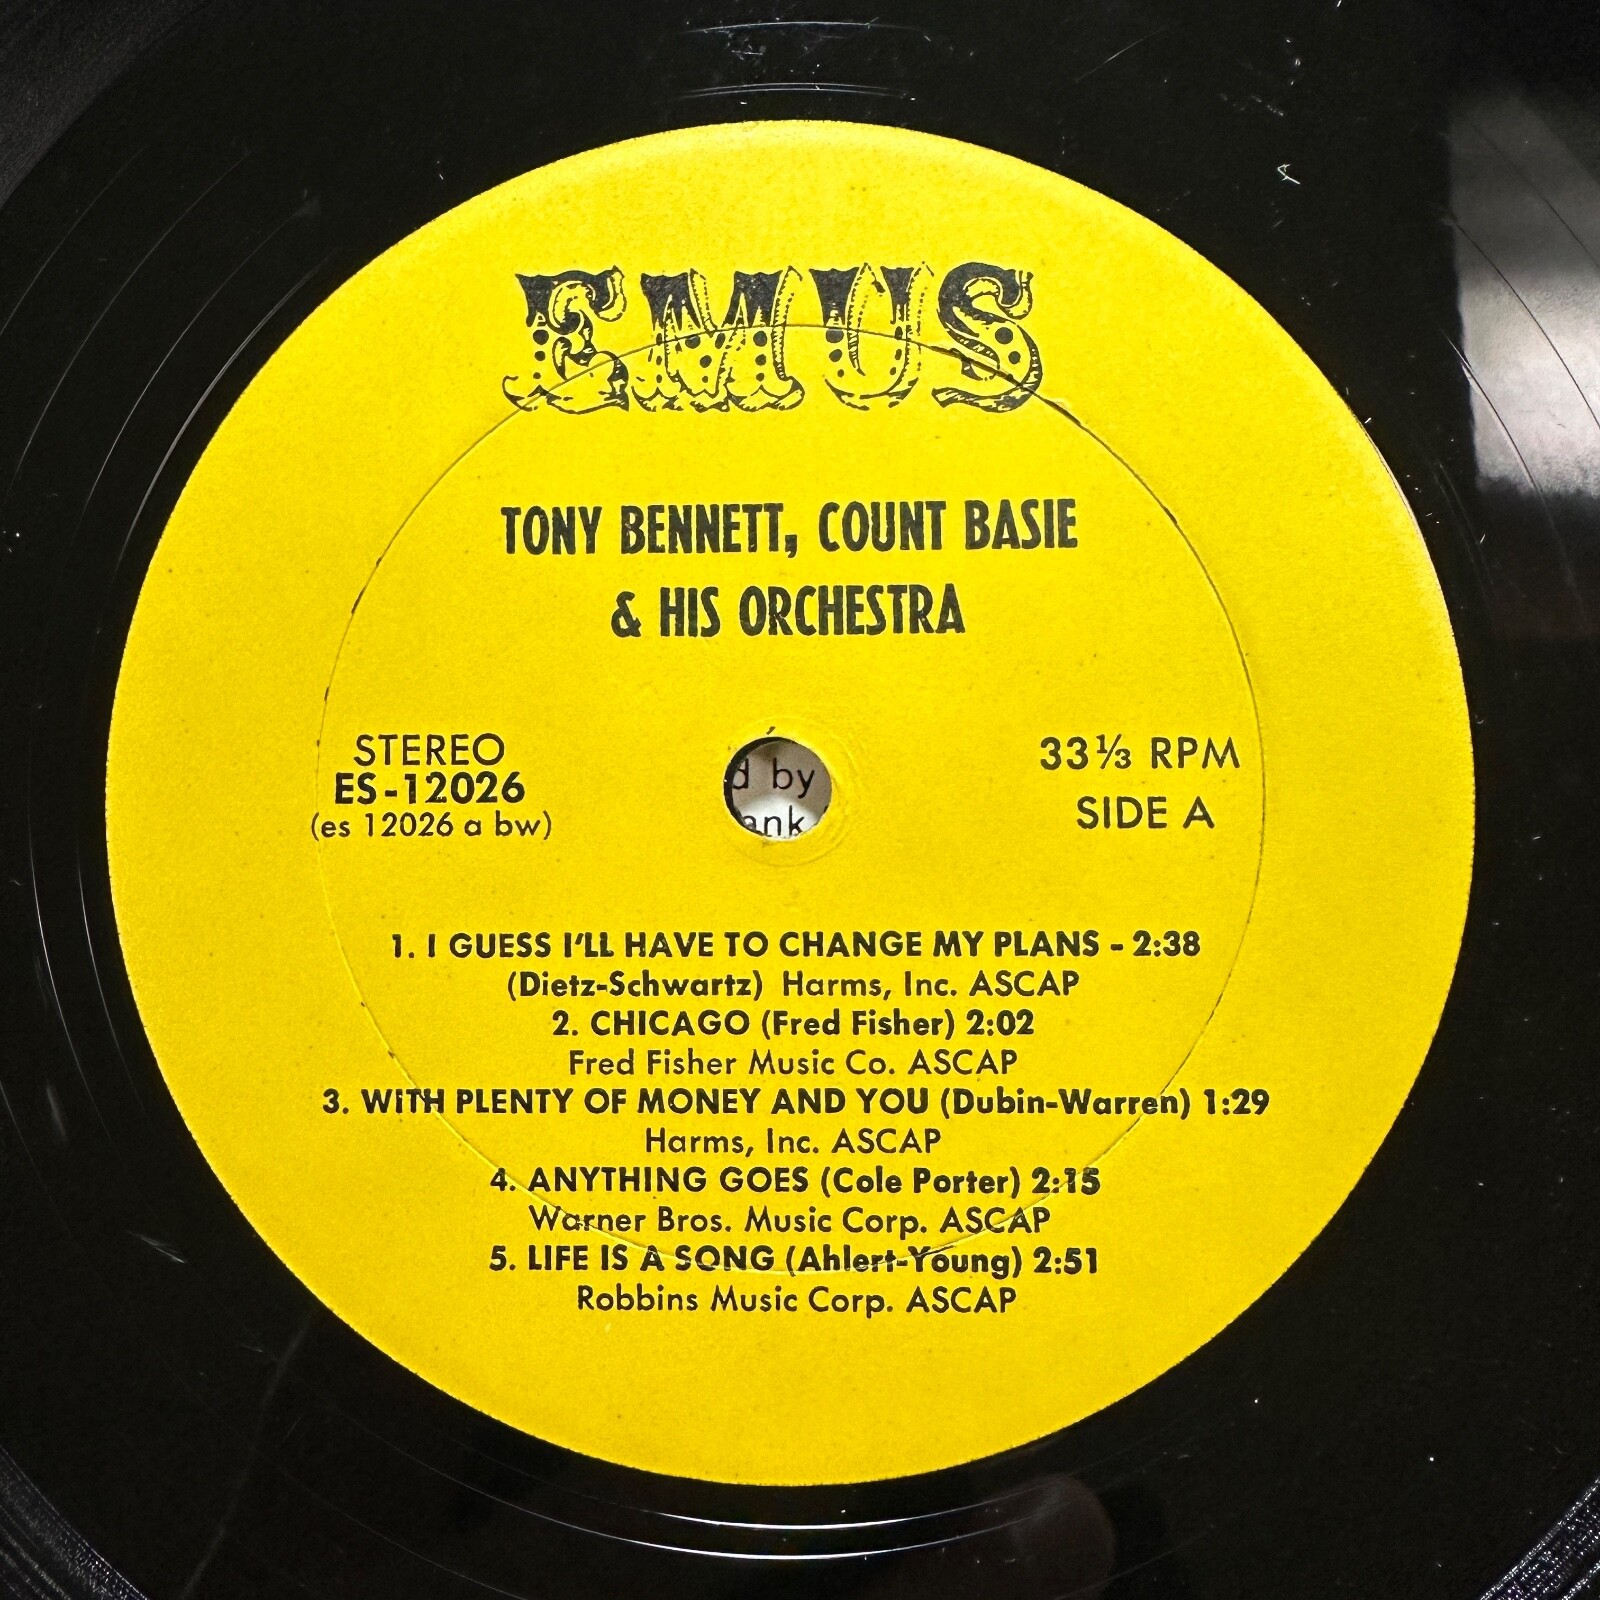 EMUS
TONY BENNETT, COUNT BASIE
& HIS ORCHESTRA
STEREO
ES-12026
(es 12026 a bw)
d by
ank
33⅓ RPM
SIDE A
1. I GUESS I'LL HAVE TO CHANGE MY PLANS - 2:38
(Dietz-Schwartz) Harms, Inc. ASCAP
2. CHICAGO (Fred Fisher) 2:02
Fred Fisher Music Co. ASCAP
3. WITH PLENTY OF MONEY AND YOU (Dubin-Warren) 1:29
Harms, Inc. ASCAP
4. ANYTHING GOES (Cole Porter) 2:15
Warner Bros. Music Corp. ASCAP
5. LIFE IS A SONG (Ahlert-Young) 2:51
Robbins Music Corp. ASCAP